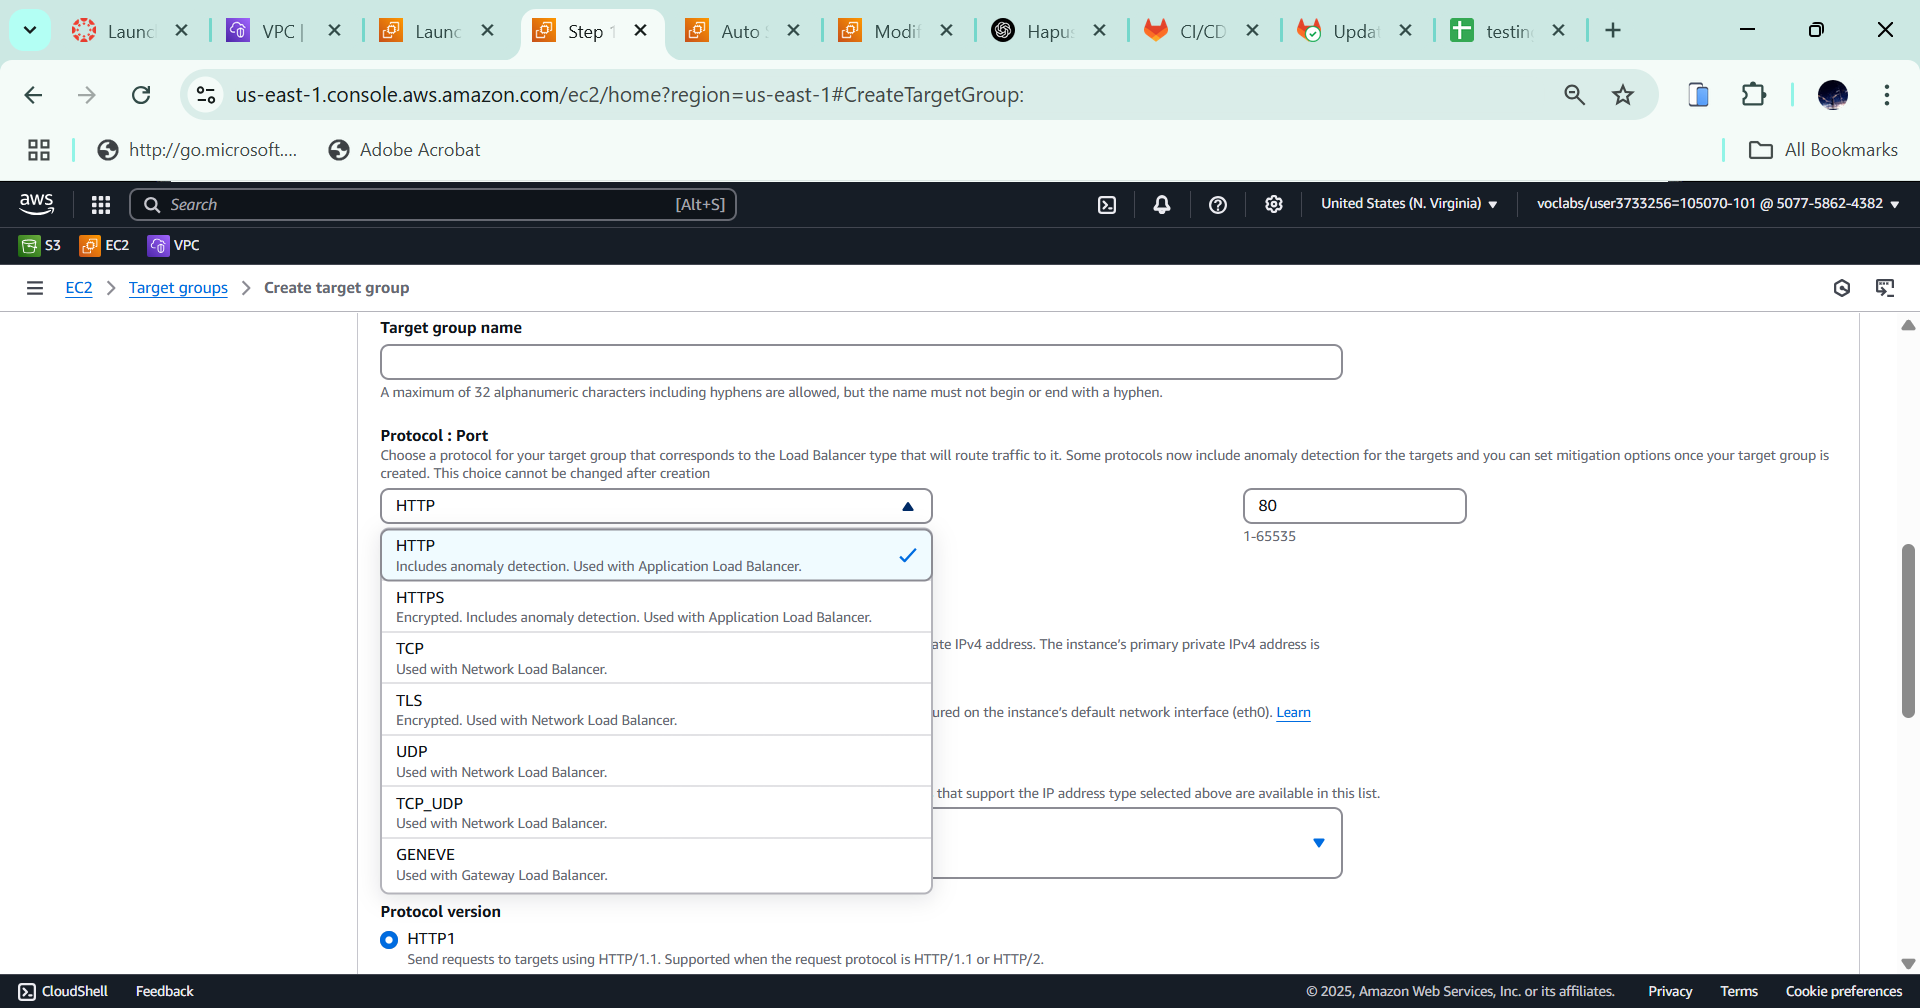 Launc
VPC |
Launc
Step 1
Auto S
Modif
Hapus
CI/CD
Updat
testin
us-east-1.console.aws.amazon.com/ec2/home?region=us-east-1#CreateTargetGroup:
http://go.microsoft....
Adobe Acrobat
All Bookmarks
aws
Search
[Alt+S]
United States (N. Virginia)
voclabs/user3733256=105070-101 @ 5077-5862-4382
S3
EC2
VPC
EC2
Target groups
Create target group
Target group name
A maximum of 32 alphanumeric characters including hyphens are allowed, but the name must not begin or end with a hyphen.
Protocol : Port
Choose a protocol for your target group that corresponds to the Load Balancer type that will route traffic to it. Some protocols now include anomaly detection for the targets and you can set mitigation options once your target group is
created. This choice cannot be changed after creation
HTTP
80
1-65535
HTTP
Includes anomaly detection. Used with Application Load Balancer.
HTTPS
Encrypted. Includes anomaly detection. Used with Application Load Balancer.
TCP
ate IPv4 address. The instance's primary private IPv4 address is
Used with Network Load Balancer.
TLS
ured on the instance's default network interface (eth0). Learn
Encrypted. Used with Network Load Balancer.
UDP
Used with Network Load Balancer.
that support the IP address type selected above are available in this list.
TCP_UDP
Used with Network Load Balancer.
GENEVE
Used with Gateway Load Balancer.
Protocol version
HTTP1
Send requests to targets using HTTP/1.1. Supported when the request protocol is HTTP/1.1 or HTTP/2.
CloudShell
Feedback
© 2025, Amazon Web Services, Inc. or its affiliates.
Privacy
Terms
Cookie preferences